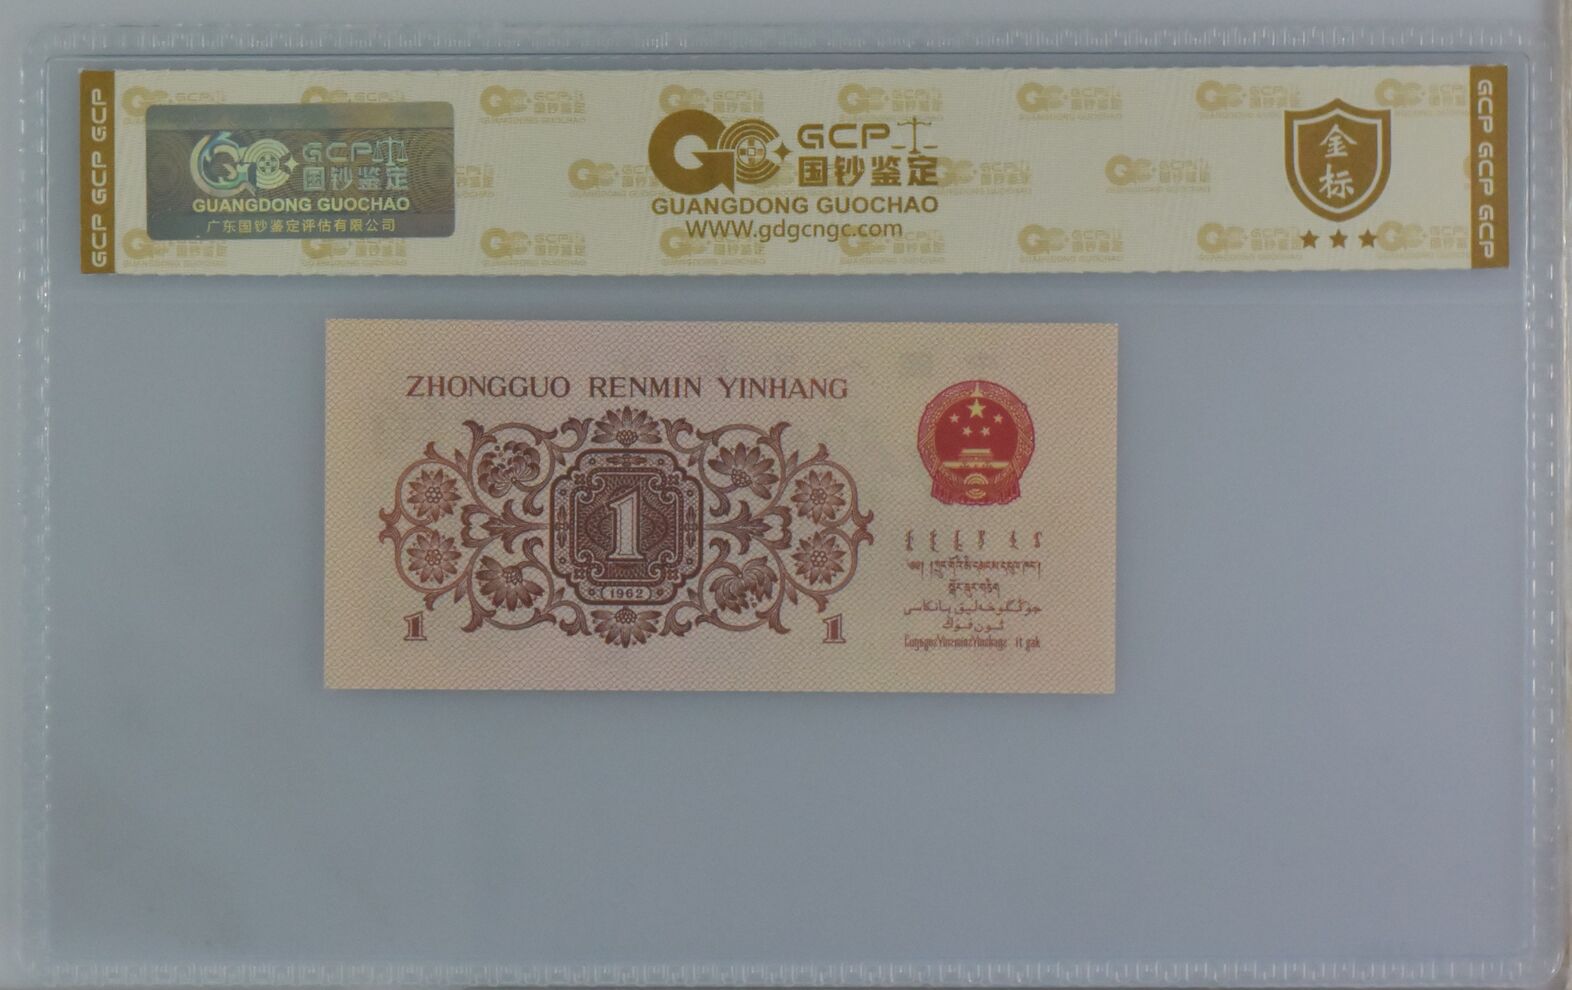 GCP GCP GCP
GCP 国钞鉴定
GUANGDONG GUOCHAO
广东国钞鉴定评估有限公司
GCP
国钞鉴定
GUANGDONG GUOCHAO
WWW.gdgcngc.com
金标
GCP GCP GCP
ZHONGGUO RENMIN YINHANG
1
1962
1
1